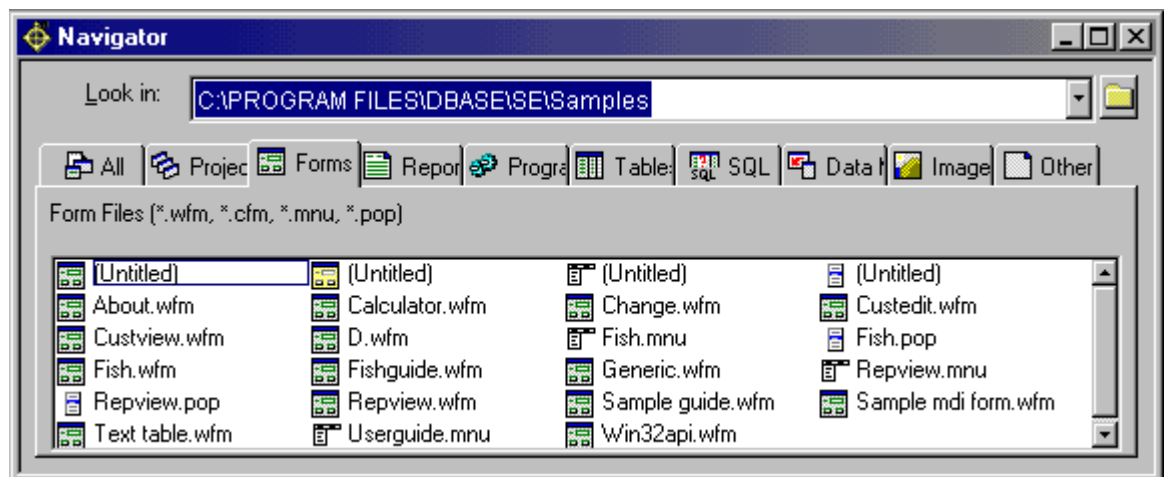 Navigator
Look in: C:\PROGRAM FILES\DBASE\SE\Samples
All Projec Forms Repor Progra Table SQL Data Image Other
Form Files (*.wfm, *.cfm, *.mnu, *.pop)
(Untitled) (Untitled) (Untitled) (Untitled)
About.wfm Calculator.wfm Change.wfm Custedit.wfm
Custview.wfm D.wfm Fish.mnu Fish.pop
Fish.wfm Fishguide.wfm Generic.wfm Repview.mnu
Repview.pop Repview.wfm Sample guide.wfm Sample mdi form.wfm
Text table.wfm Userguide.mnu Win32api.wfm